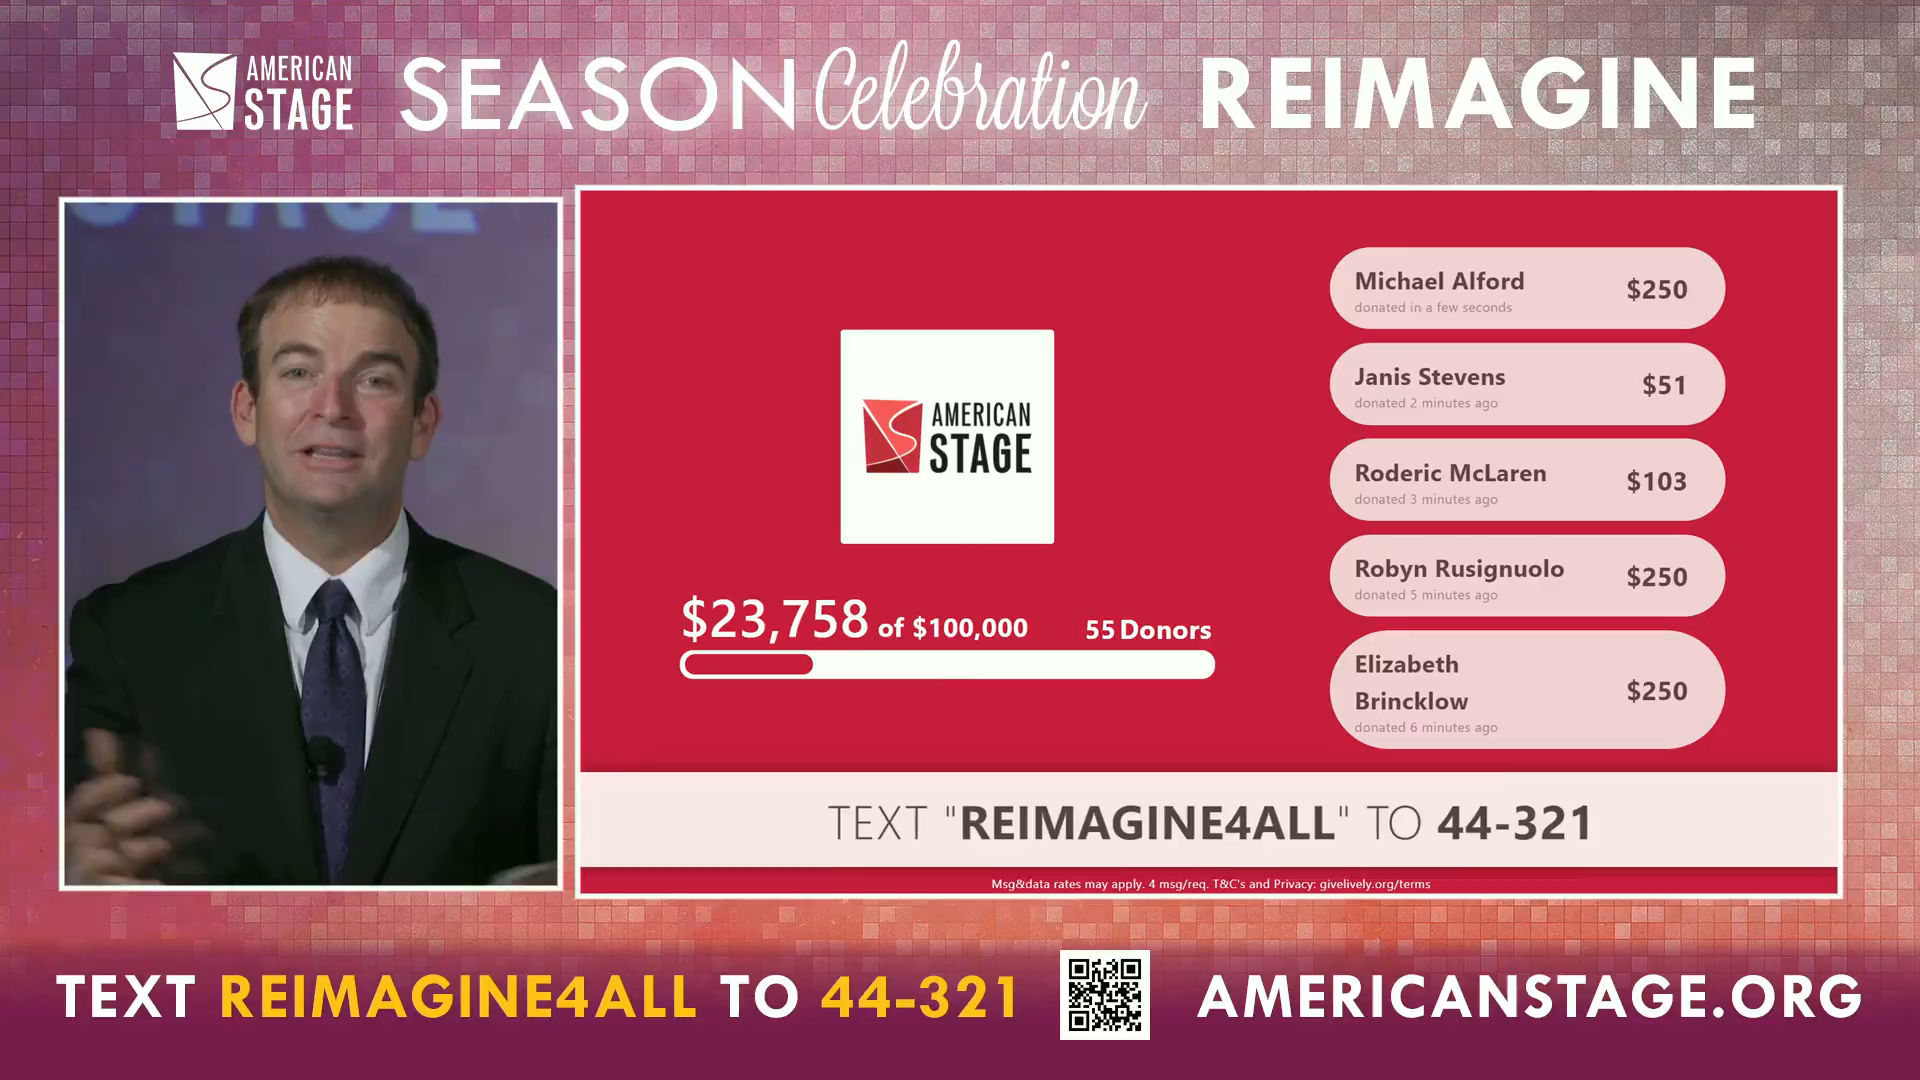 AMERICAN
STAGE
SEASON Celebration REIMAGINE
STAGE
AMERICAN
STAGE
$23,758 of $100,000 55 Donors
Michael Alford
donated in a few seconds
$250
Janis Stevens
donated 2 minutes ago
$51
Roderic McLaren
donated 3 minutes ago
$103
Robyn Rusignuolo
donated 5 minutes ago
$250
Elizabeth
Brincklow
donated 6 minutes ago
$250
TEXT "REIMAGINE4ALL" TO 44-321
Msg&data rates may apply. 4 msg/req. T&C's and Privacy: givelively.org/terms
TEXT REIMAGINE4ALL TO 44-321
AMERICANSTAGE.ORG